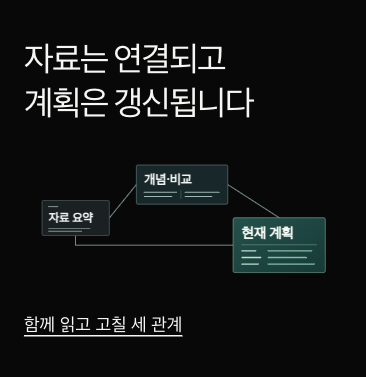 자료는 연결되고
계획은 갱신됩니다
개념·비교
자료 요약
현재 계획
함께 읽고 고칠 세 관계